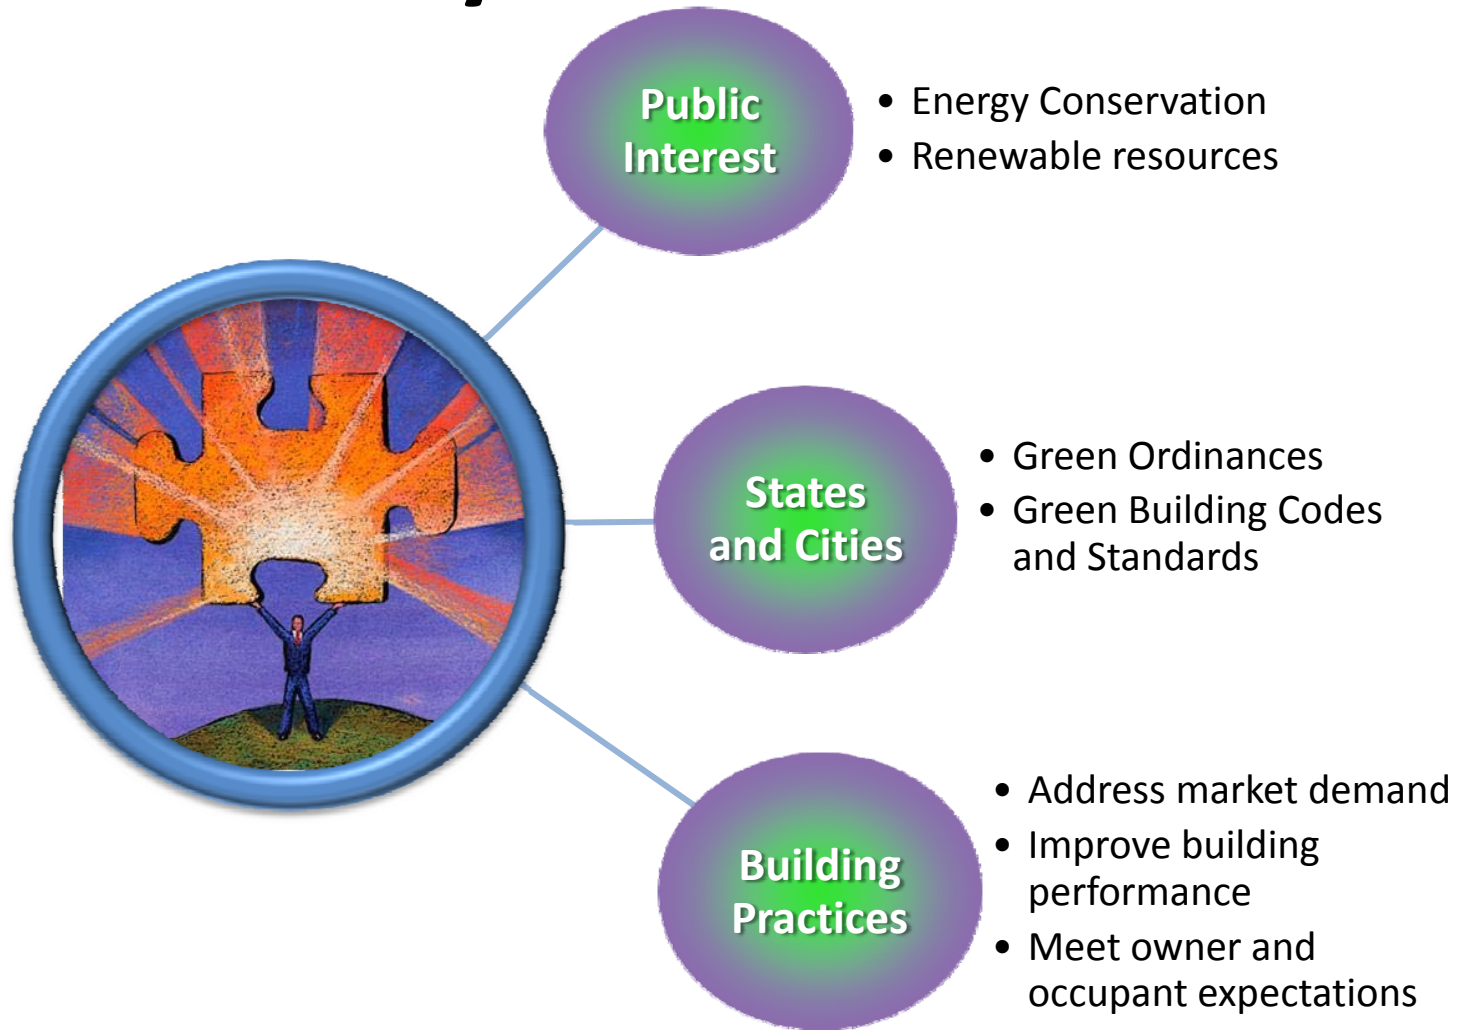 Public
Interest
• Energy Conservation
• Renewable resources
States
and Cities
• Green Ordinances
• Green Building Codes
and Standards
Building
Practices
• Address market demand
• Improve building
performance
• Meet owner and
occupant expectations